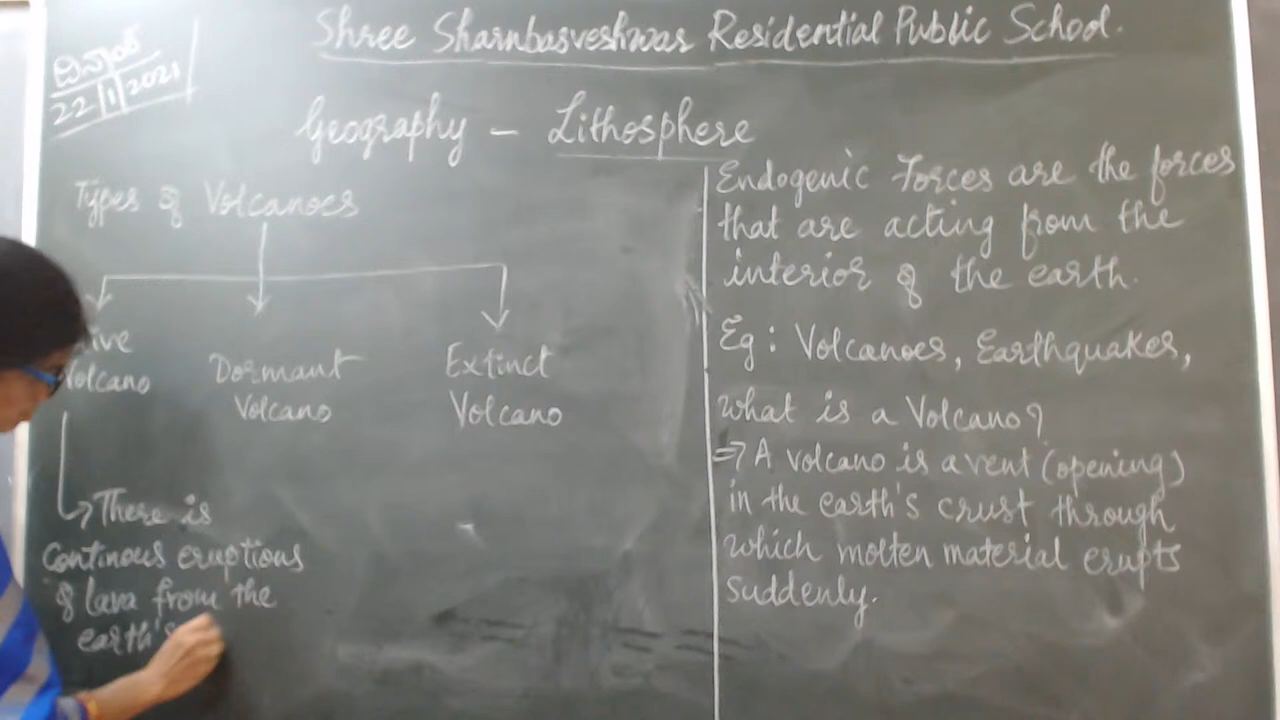 Shree Sharnbasveshwar Residential Public School.
22/1/2021
Geography - Lithosphere
Types of Volcanoes
ive
Volcano
Dormant
Volcano
Extinct
Volcano
There is
Continous eruptions
of lava from the
earth's
Endogenic Forces are the forces
that are acting from the
interior of the earth.
Eg: Volcanoes, Earthquakes,
what is a Volcano?
⇒ A volcano is a vent (opening)
in the earth's crust through
which molten material erupts
suddenly.